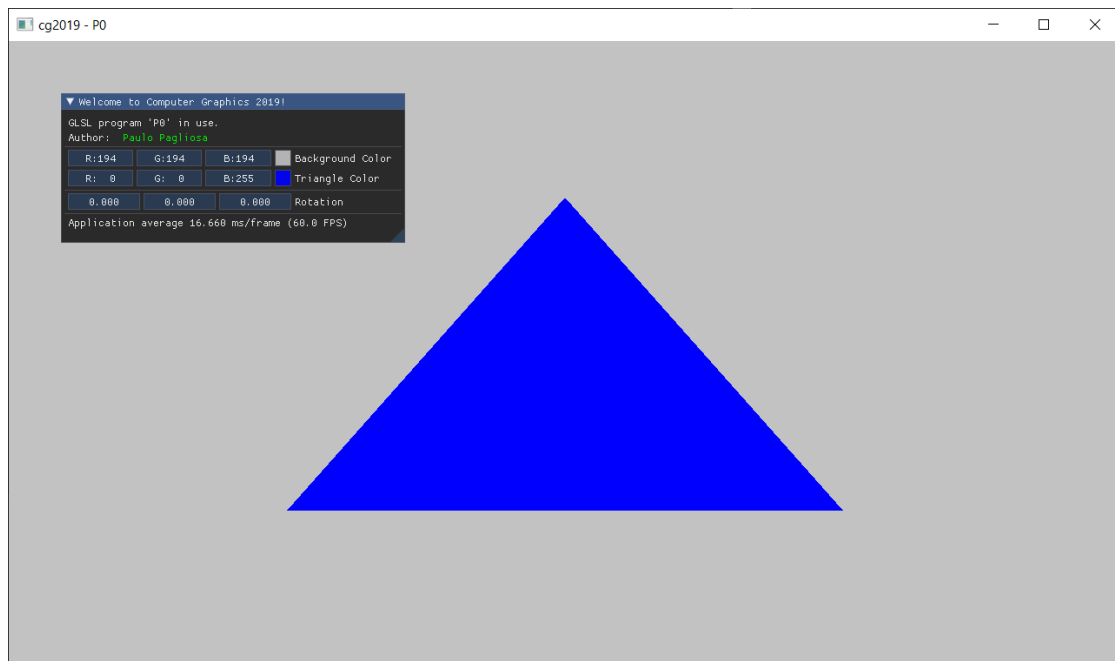 cg2019 - P0
Welcome to Computer Graphics 2019!
GLSL program 'P0' in use.
Author: Paulo Pagliosa
R:194 G:194 B:194 Background Color
R: 0 G: 0 B:255 Triangle Color
0.000 0.000 0.000 Rotation
Application average 16.660 ms/frame (60.0 FPS)